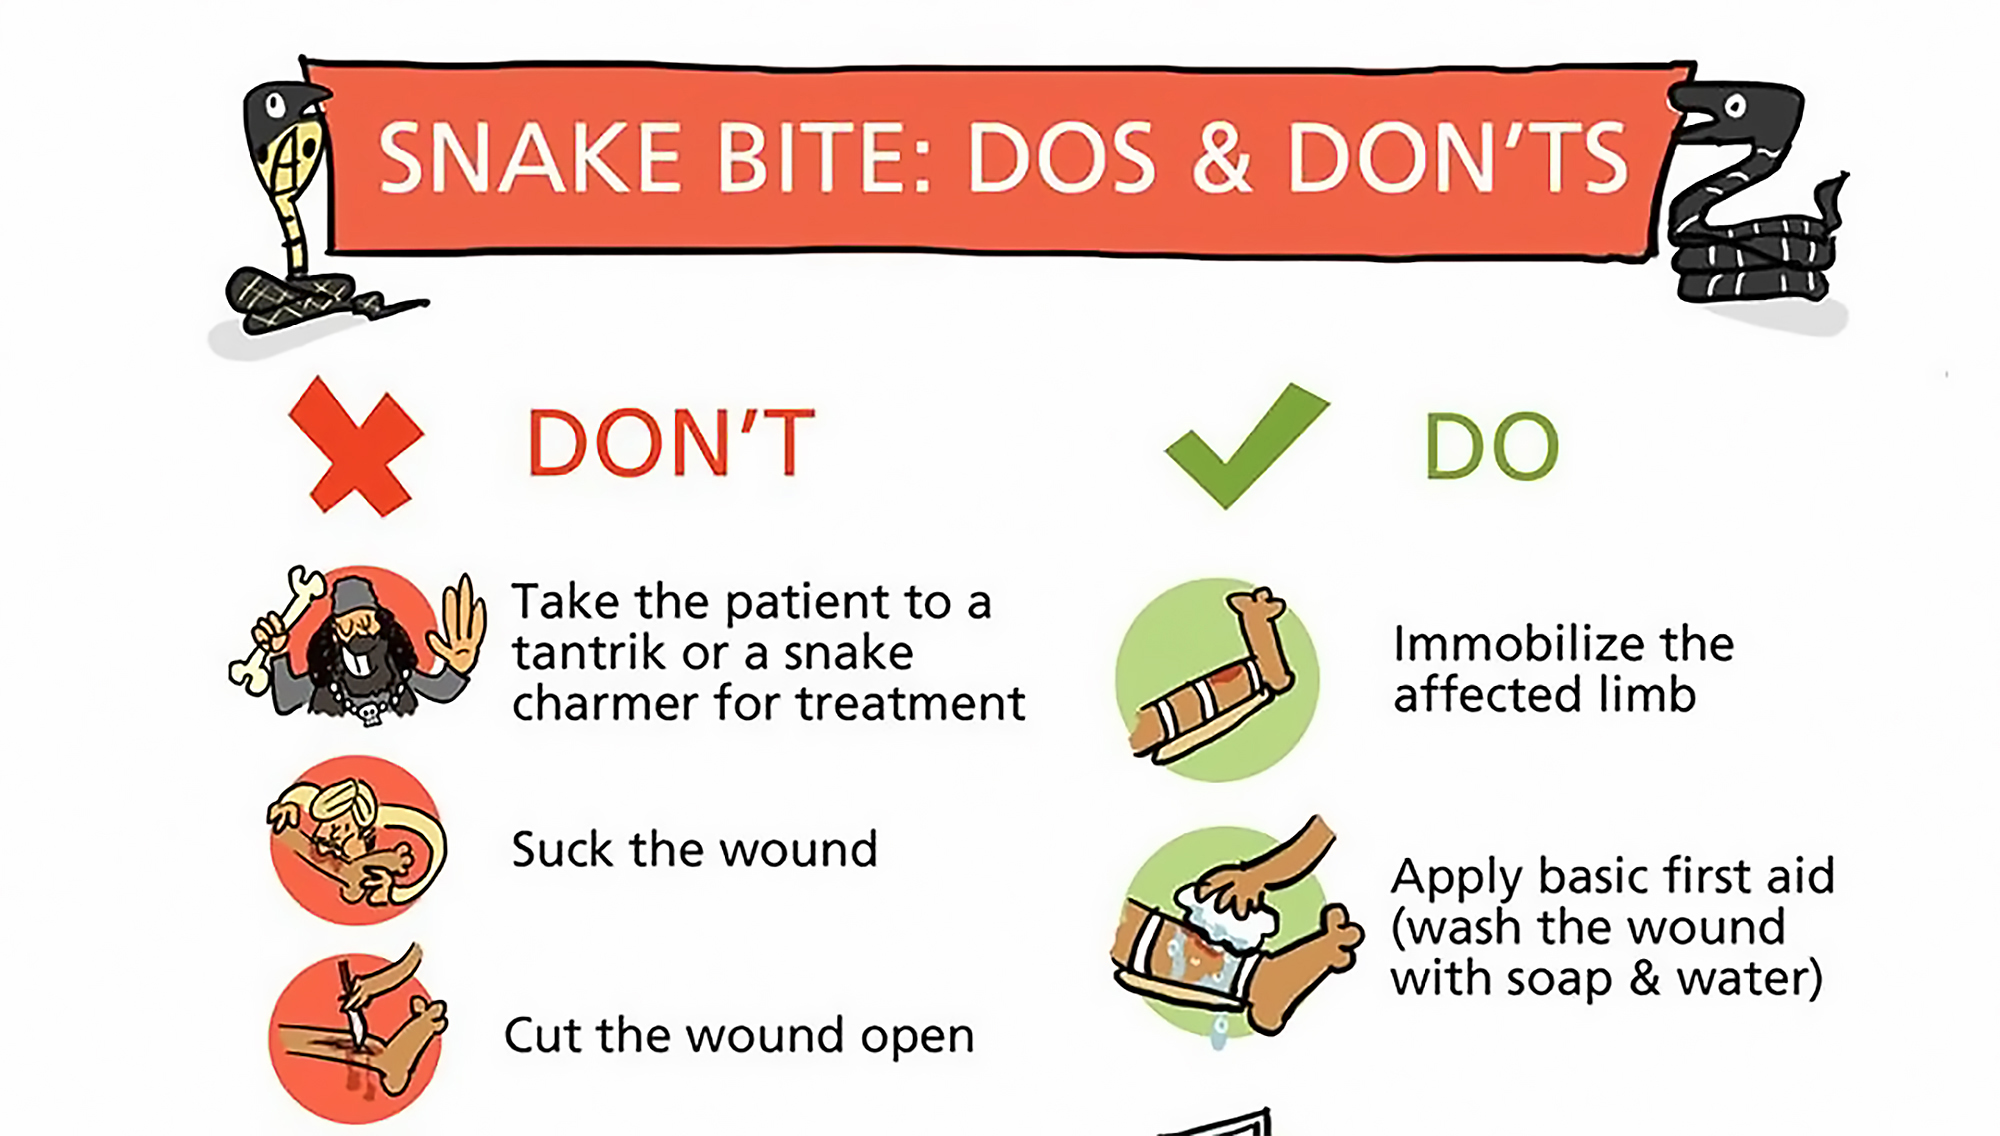 SNAKE BITE: DOS & DON'TS
DON'T
Take the patient to a
tantrik or a snake
charmer for treatment
Suck the wound
Cut the wound open
DO
Immobilize the
affected limb
Apply basic first aid
(wash the wound
with soap & water)